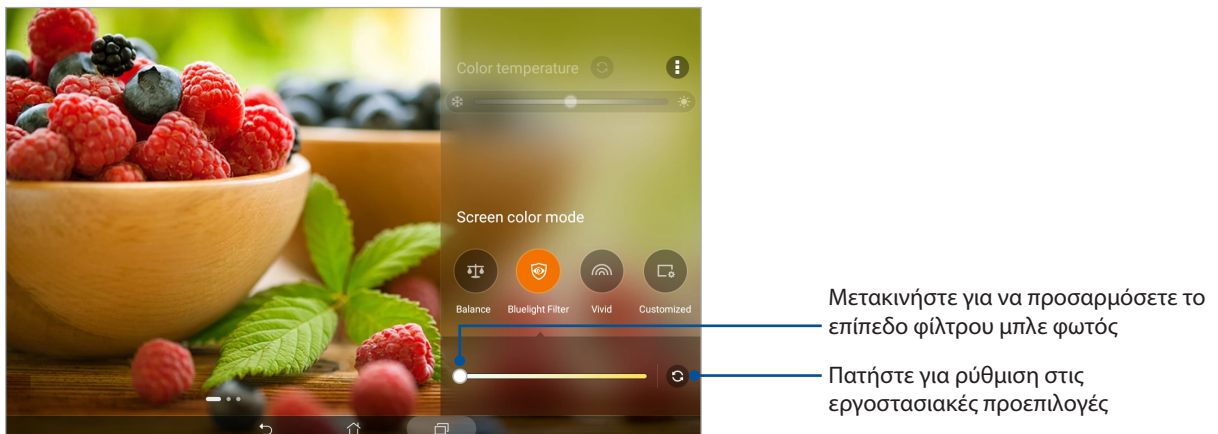 Color temperature
Screen color mode
Balance Bluelight Filter Vivid Customized
Μετακινήστε για να προσαρμόσετε το
επίπεδο φίλτρου μπλε φωτός
Πατήστε για ρύθμιση στις
εργοστασιακές προεπιλογές